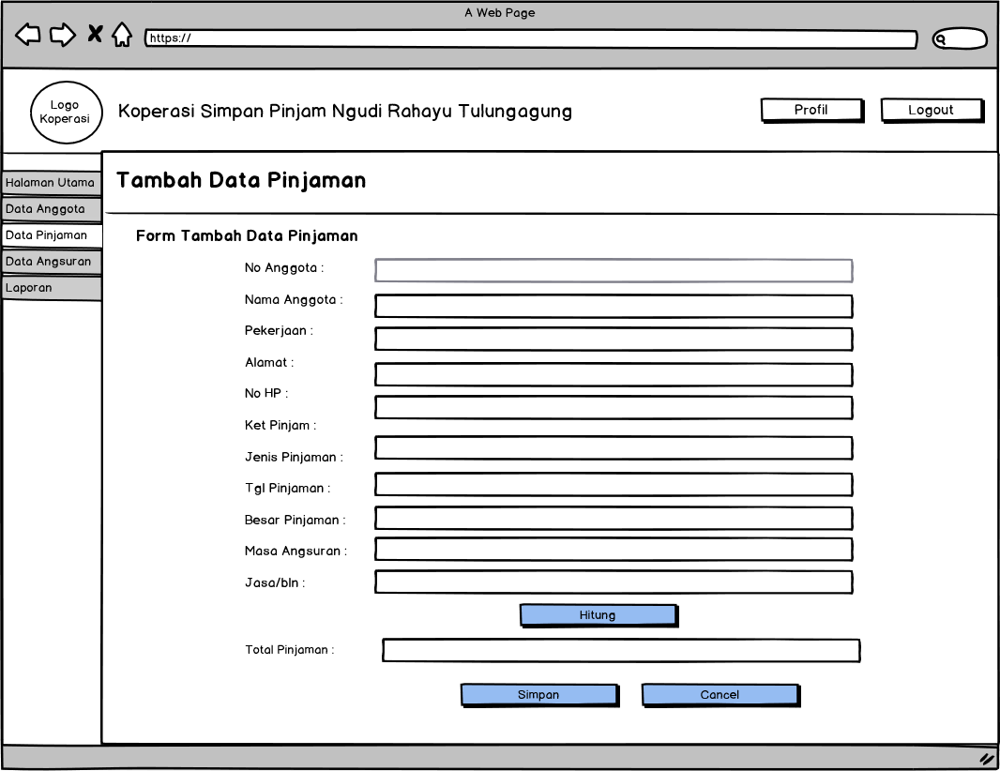 A Web Page
https://
Logo
Koperasi
Koperasi Simpan Pinjam Ngudi Rahayu Tulungagung
Profil
Logout
Halaman Utama
Data Anggota
Data Pinjaman
Data Angsuran
Laporan
Tambah Data Pinjaman
Form Tambah Data Pinjaman
No Anggota :
Nama Anggota :
Pekerjaan :
Alamat :
No HP :
Ket Pinjam :
Jenis Pinjaman :
Tgl Pinjaman :
Besar Pinjaman :
Masa Angsuran :
Jasa/bln :
Hitung
Total Pinjaman :
Simpan
Cancel